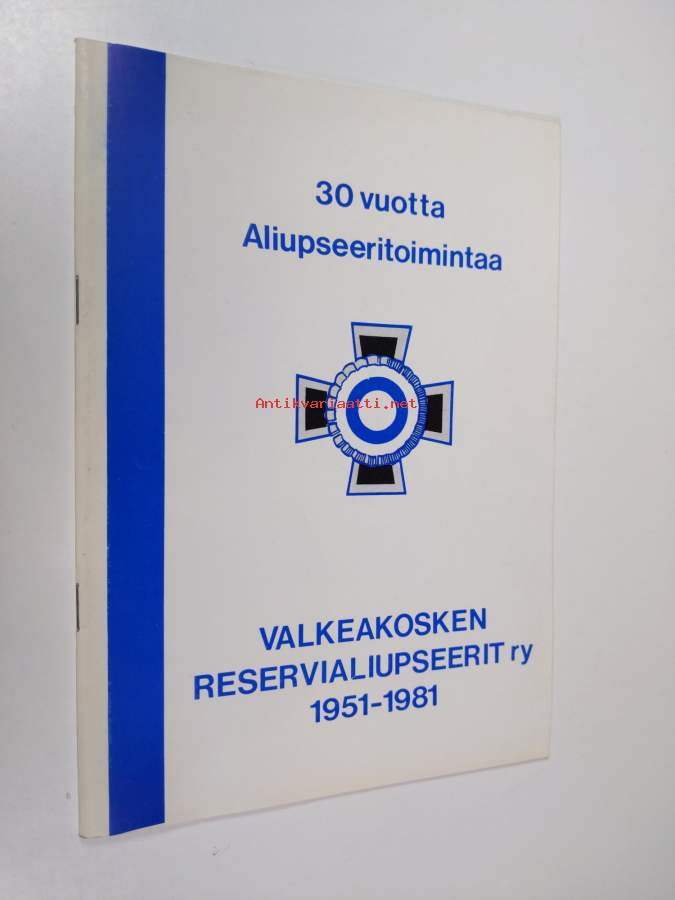 30 vuotta
Aliupseeritoimintaa
Antikvariaatti.net
VALKEAKOSKEN
RESERVIALIUPSEERIT ry
1951-1981